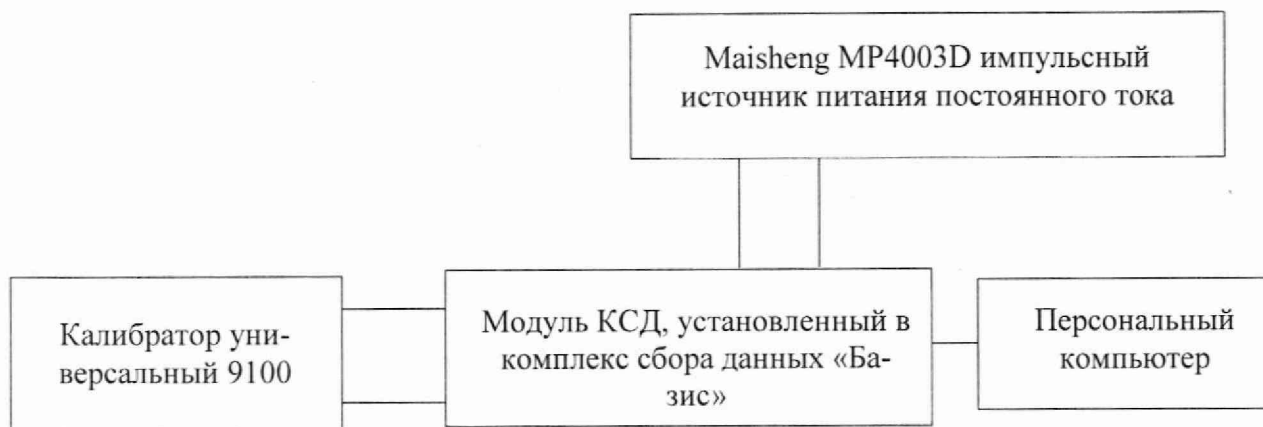 Maisheng MP4003D импульсный
источник питания постоянного тока
Калибратор уни-
версальный 9100
Модуль КСД, установленный в
комплекс сбора данных «Ба-
зис»
Персональный
компьютер